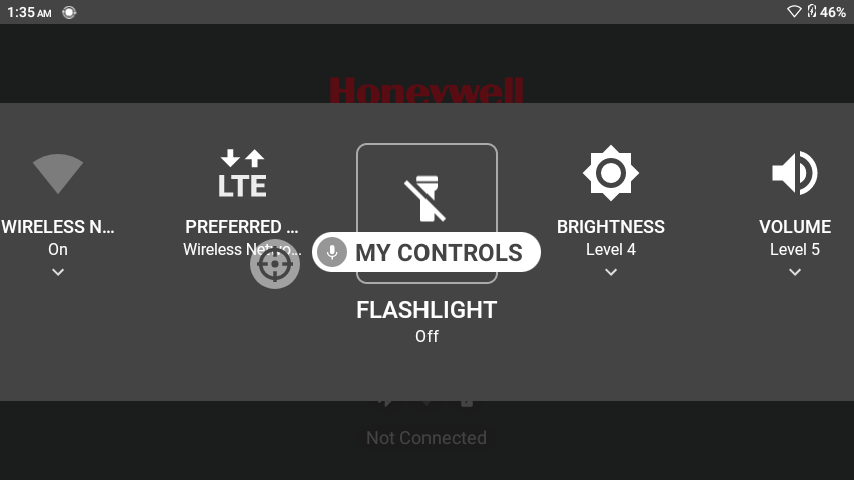 1:35 AM
46%
Honeywell
LTE
WIRELESS N...
On
PREFERRED ...
Wireless Netwo...
MY CONTROLS
FLASHLIGHT
Off
BRIGHTNESS
Level 4
VOLUME
Level 5
Not Connected